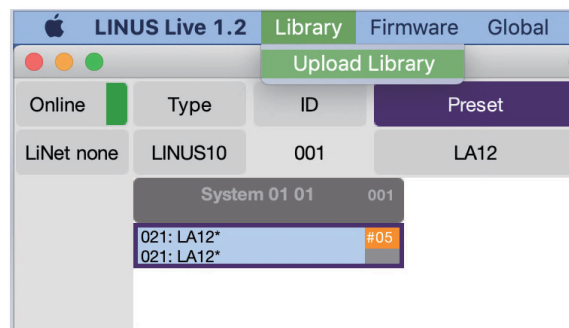 LINUS Live 1.2 Library Firmware Global
Upload Library
Online Type ID Preset
LiNet none LINUS10 001 LA12
System 01 01 001
021: LA12* #05
021: LA12*